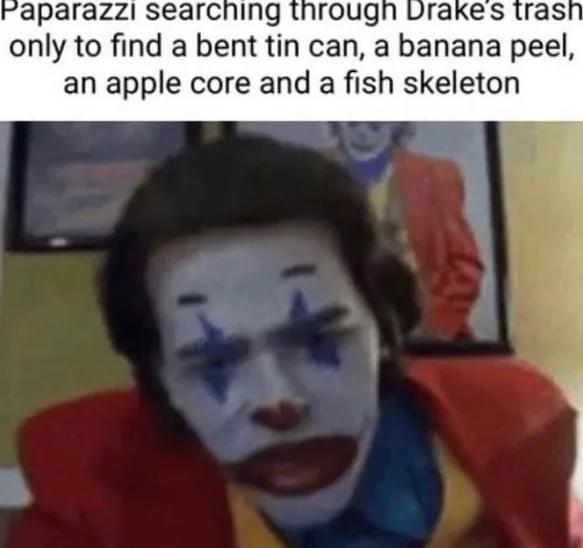 Paparazzi searching through Drake's trash
only to find a bent tin can, a banana peel,
an apple core and a fish skeleton